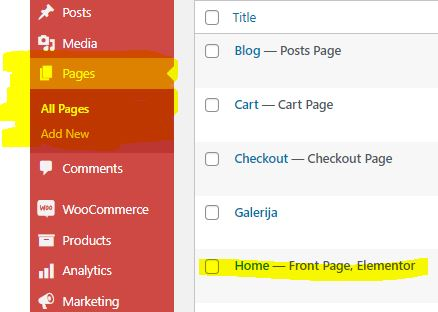 Posts
Media
Pages
All Pages
Add New
Comments
WOO WooCommerce
Products
Analytics
Marketing
Title
Blog — Posts Page
Cart — Cart Page
Checkout — Checkout Page
Galerija
Home — Front Page, Elementor